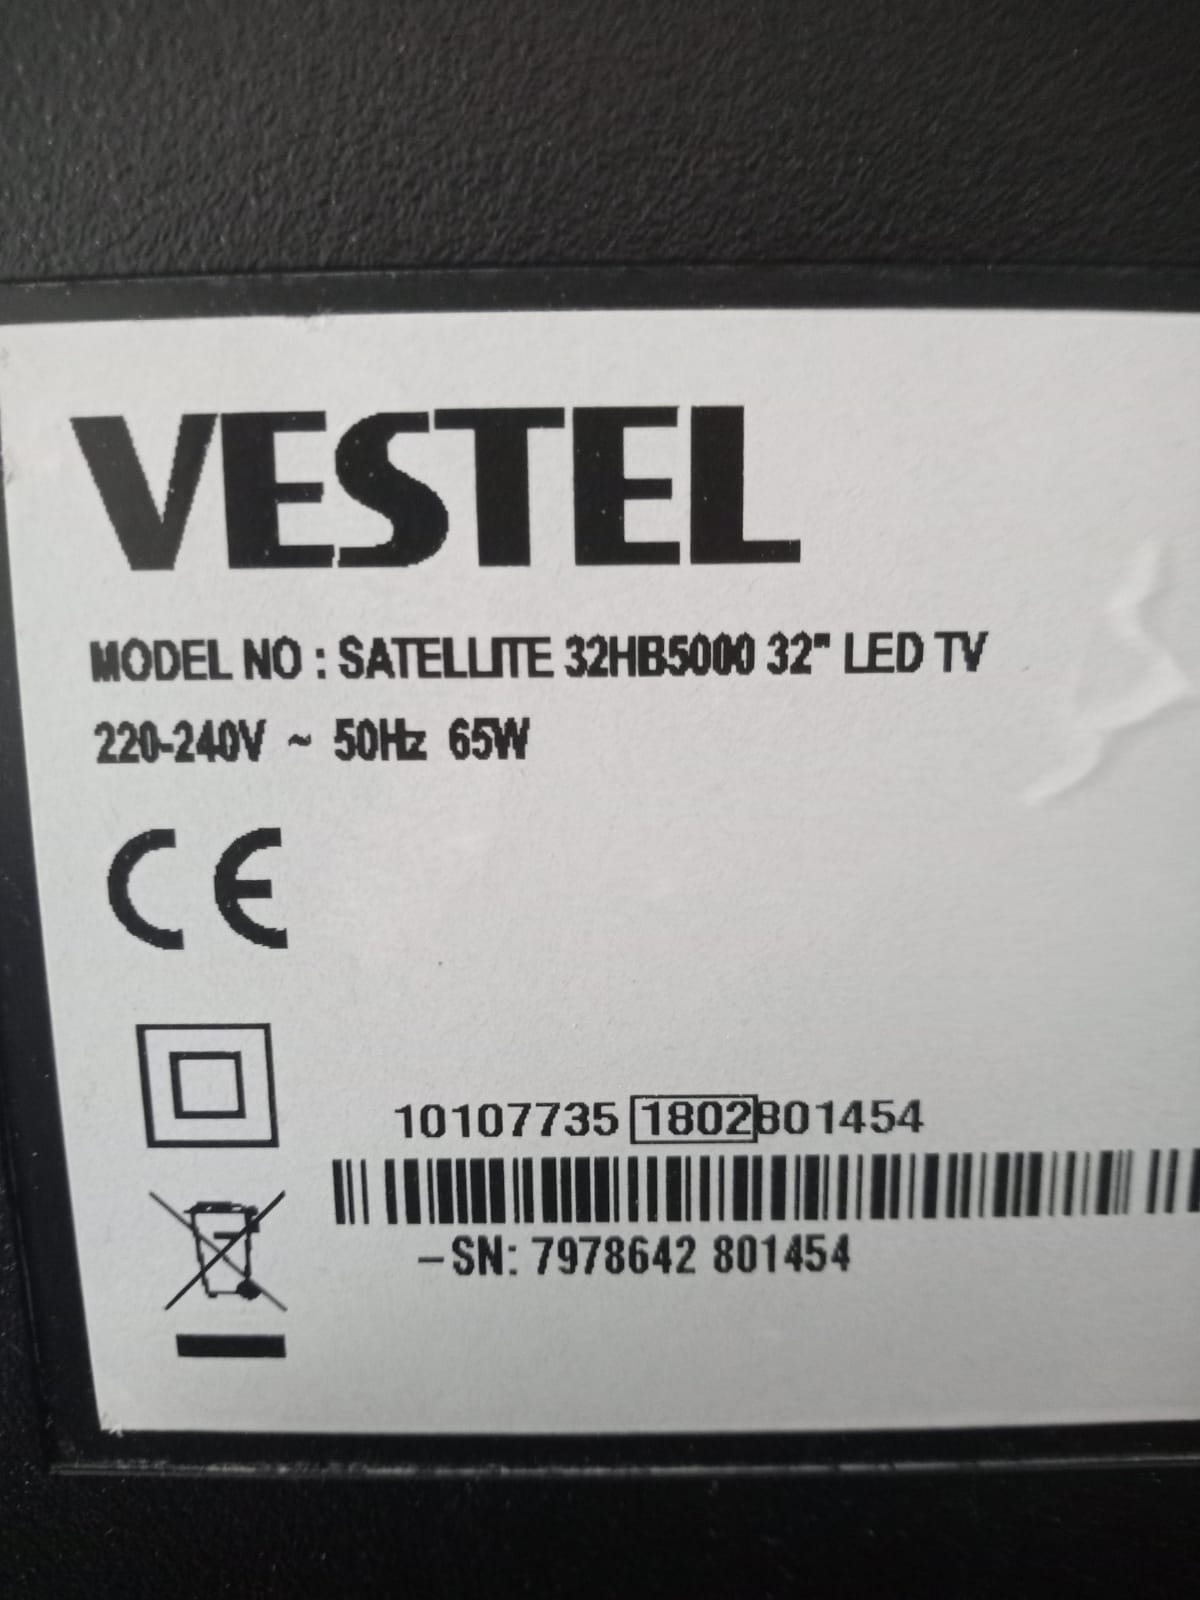 VESTEL
MODEL NO : SATELLITE 32HB5000 32" LED TV
220-240V ~ 50Hz 65W
CE
10107735 1802801454
–SN: 7978642 801454